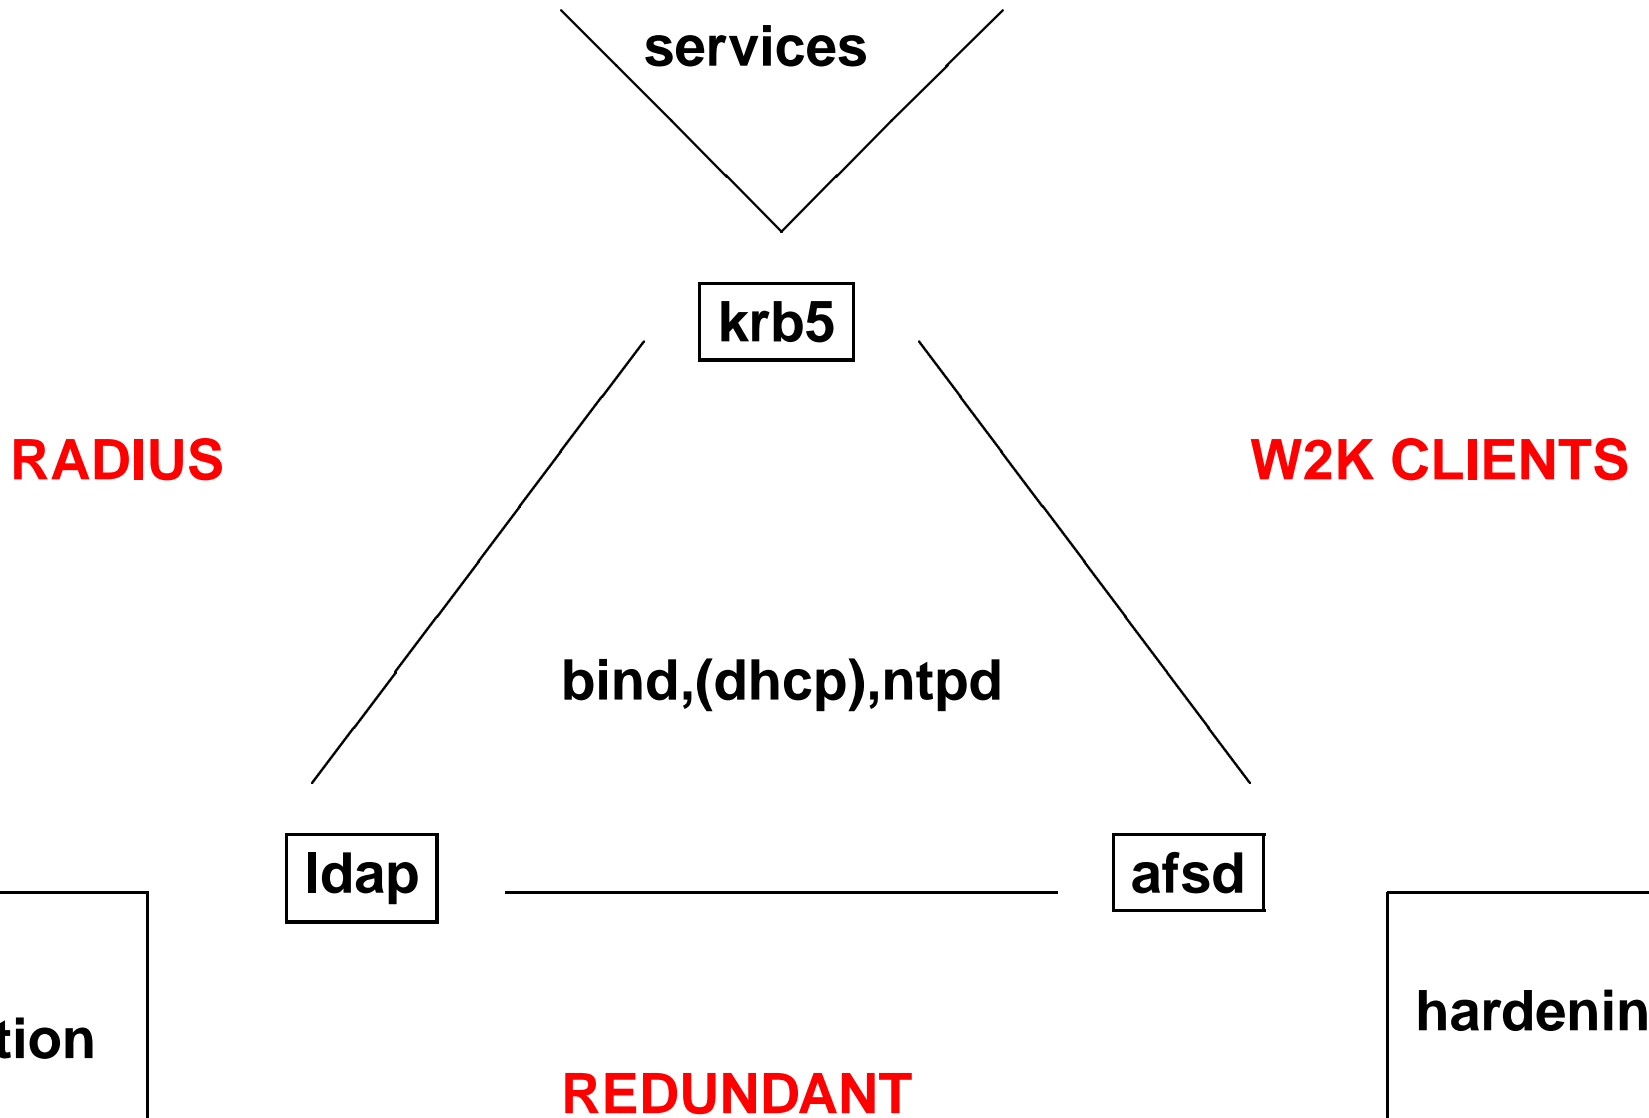 services
krb5
RADIUS
W2K CLIENTS
bind,(dhcp),ntpd
ldap
afsd
tion
hardenin
REDUNDANT